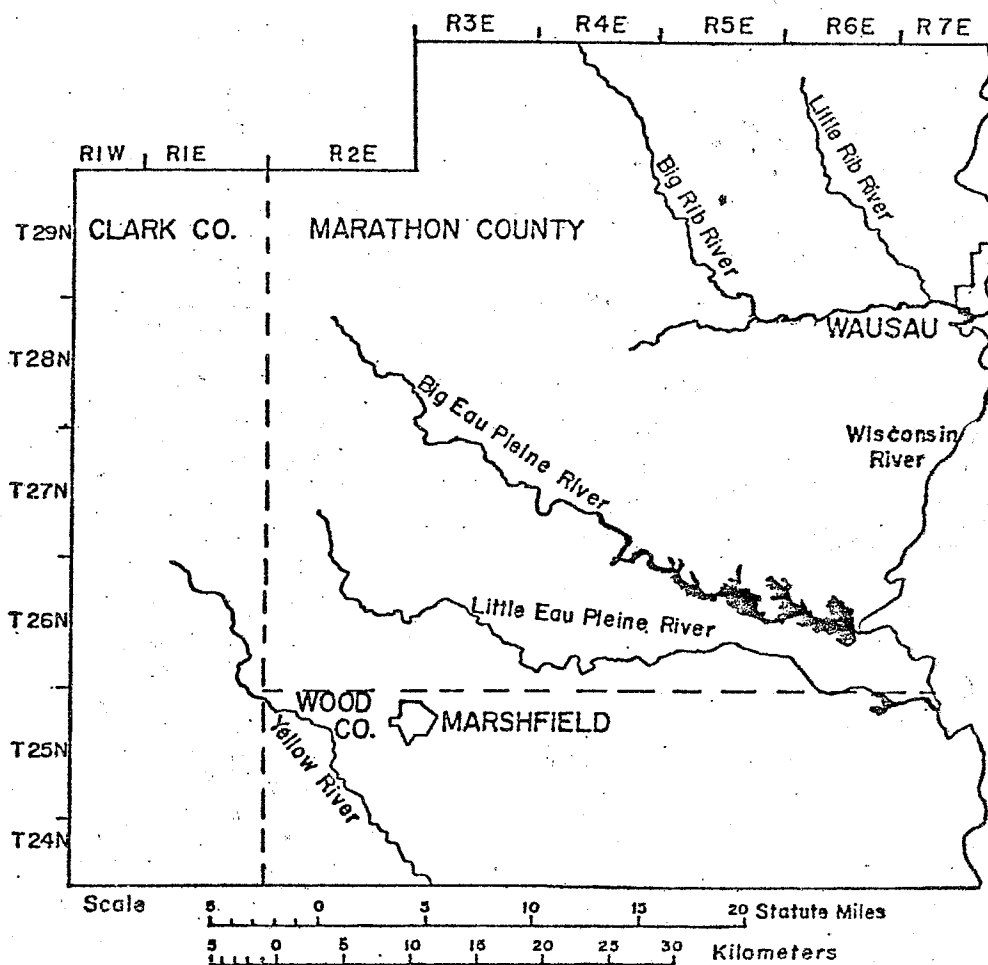 R3E R4E R5E R6E R7E
R1W R1E R2E
T29N CLARK CO. MARATHON COUNTY
Big Rib River
Little Rib River
WAUSAU
T28N
Big Eau Pleine River
Wisconsin
River
T27N
T26N
Little Eau Pleine River
WOOD
CO.
MARSHFIELD
T25N
Yellow River
T24N
Scale 5 0 5 10 15 20 Statute Miles
5 0 5 10 15 20 25 30 Kilometers